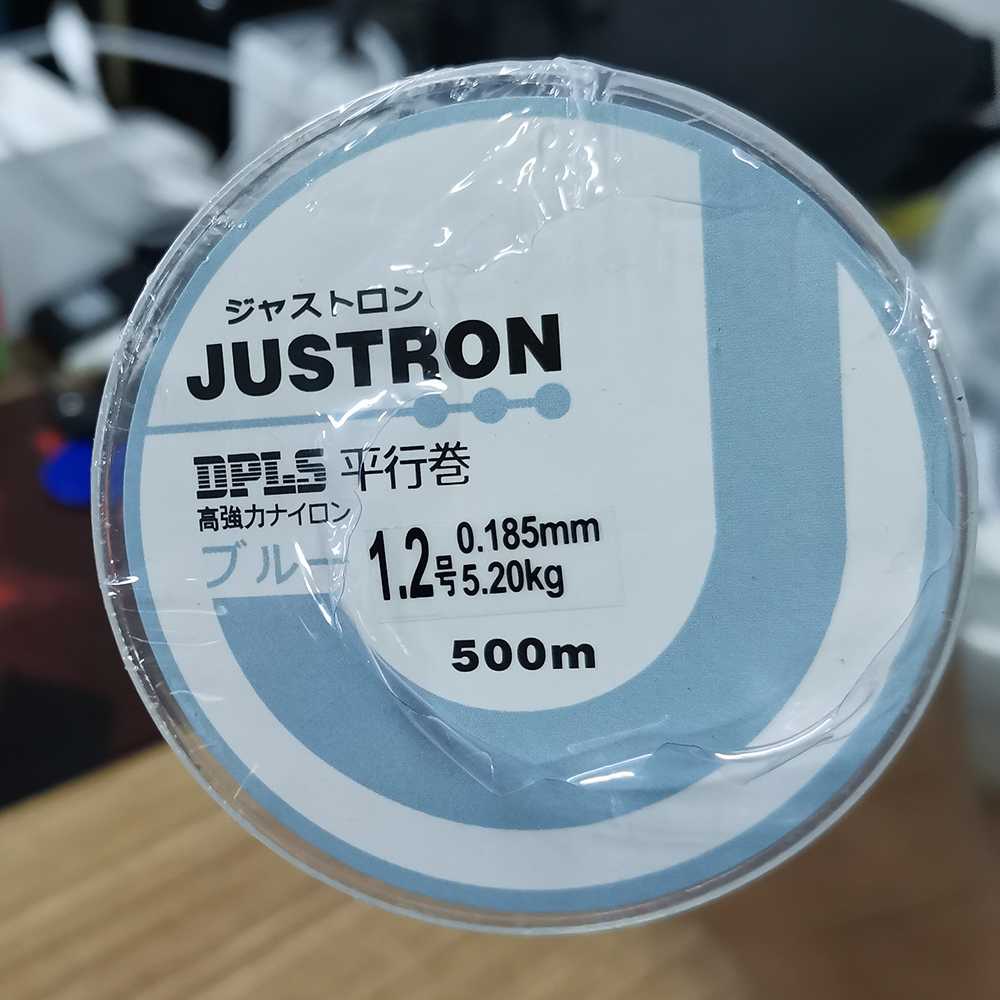 ジャストロン
JUSTRON
DPLS 平行巻
高強力ナイロン
ブルー
1.2号 0.185mm
5.20kg
500m